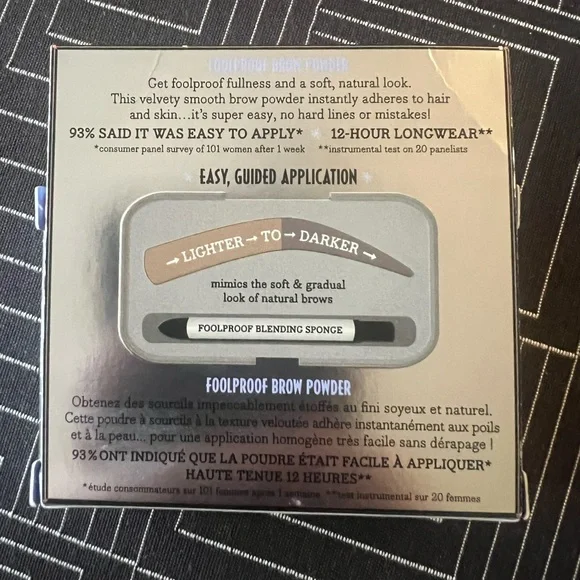 FOOLPROOF BROW POWDER
Get foolproof fullness and a soft, natural look.
This velvety smooth brow powder instantly adheres to hair
and skin...it's super easy, no hard lines or mistakes!
93% SAID IT WAS EASY TO APPLY* 12-HOUR LONGWEAR**
*consumer panel survey of 101 women after 1 week **instrumental test on 20 panelists
EASY, GUIDED APPLICATION
→ LIGHTER → TO → DARKER →
mimics the soft & gradual
look of natural brows
FOOLPROOF BLENDING SPONGE
FOOLPROOF BROW POWDER
Obtenez des sourcils impeccablement étoffés au fini soyeux et naturel.
Cette poudre à sourcils à la texture veloutée adhère instantanément aux poils
et à la peau... pour une application homogène très facile sans dérapage !
93% ONT INDIQUÉ QUE LA POUDRE ÉTAIT FACILE À APPLIQUER*
HAUTE TENUE 12 HEURES**
*étude consommateurs sur 101 femmes après 1 semaine **test instrumental sur 20 femmes